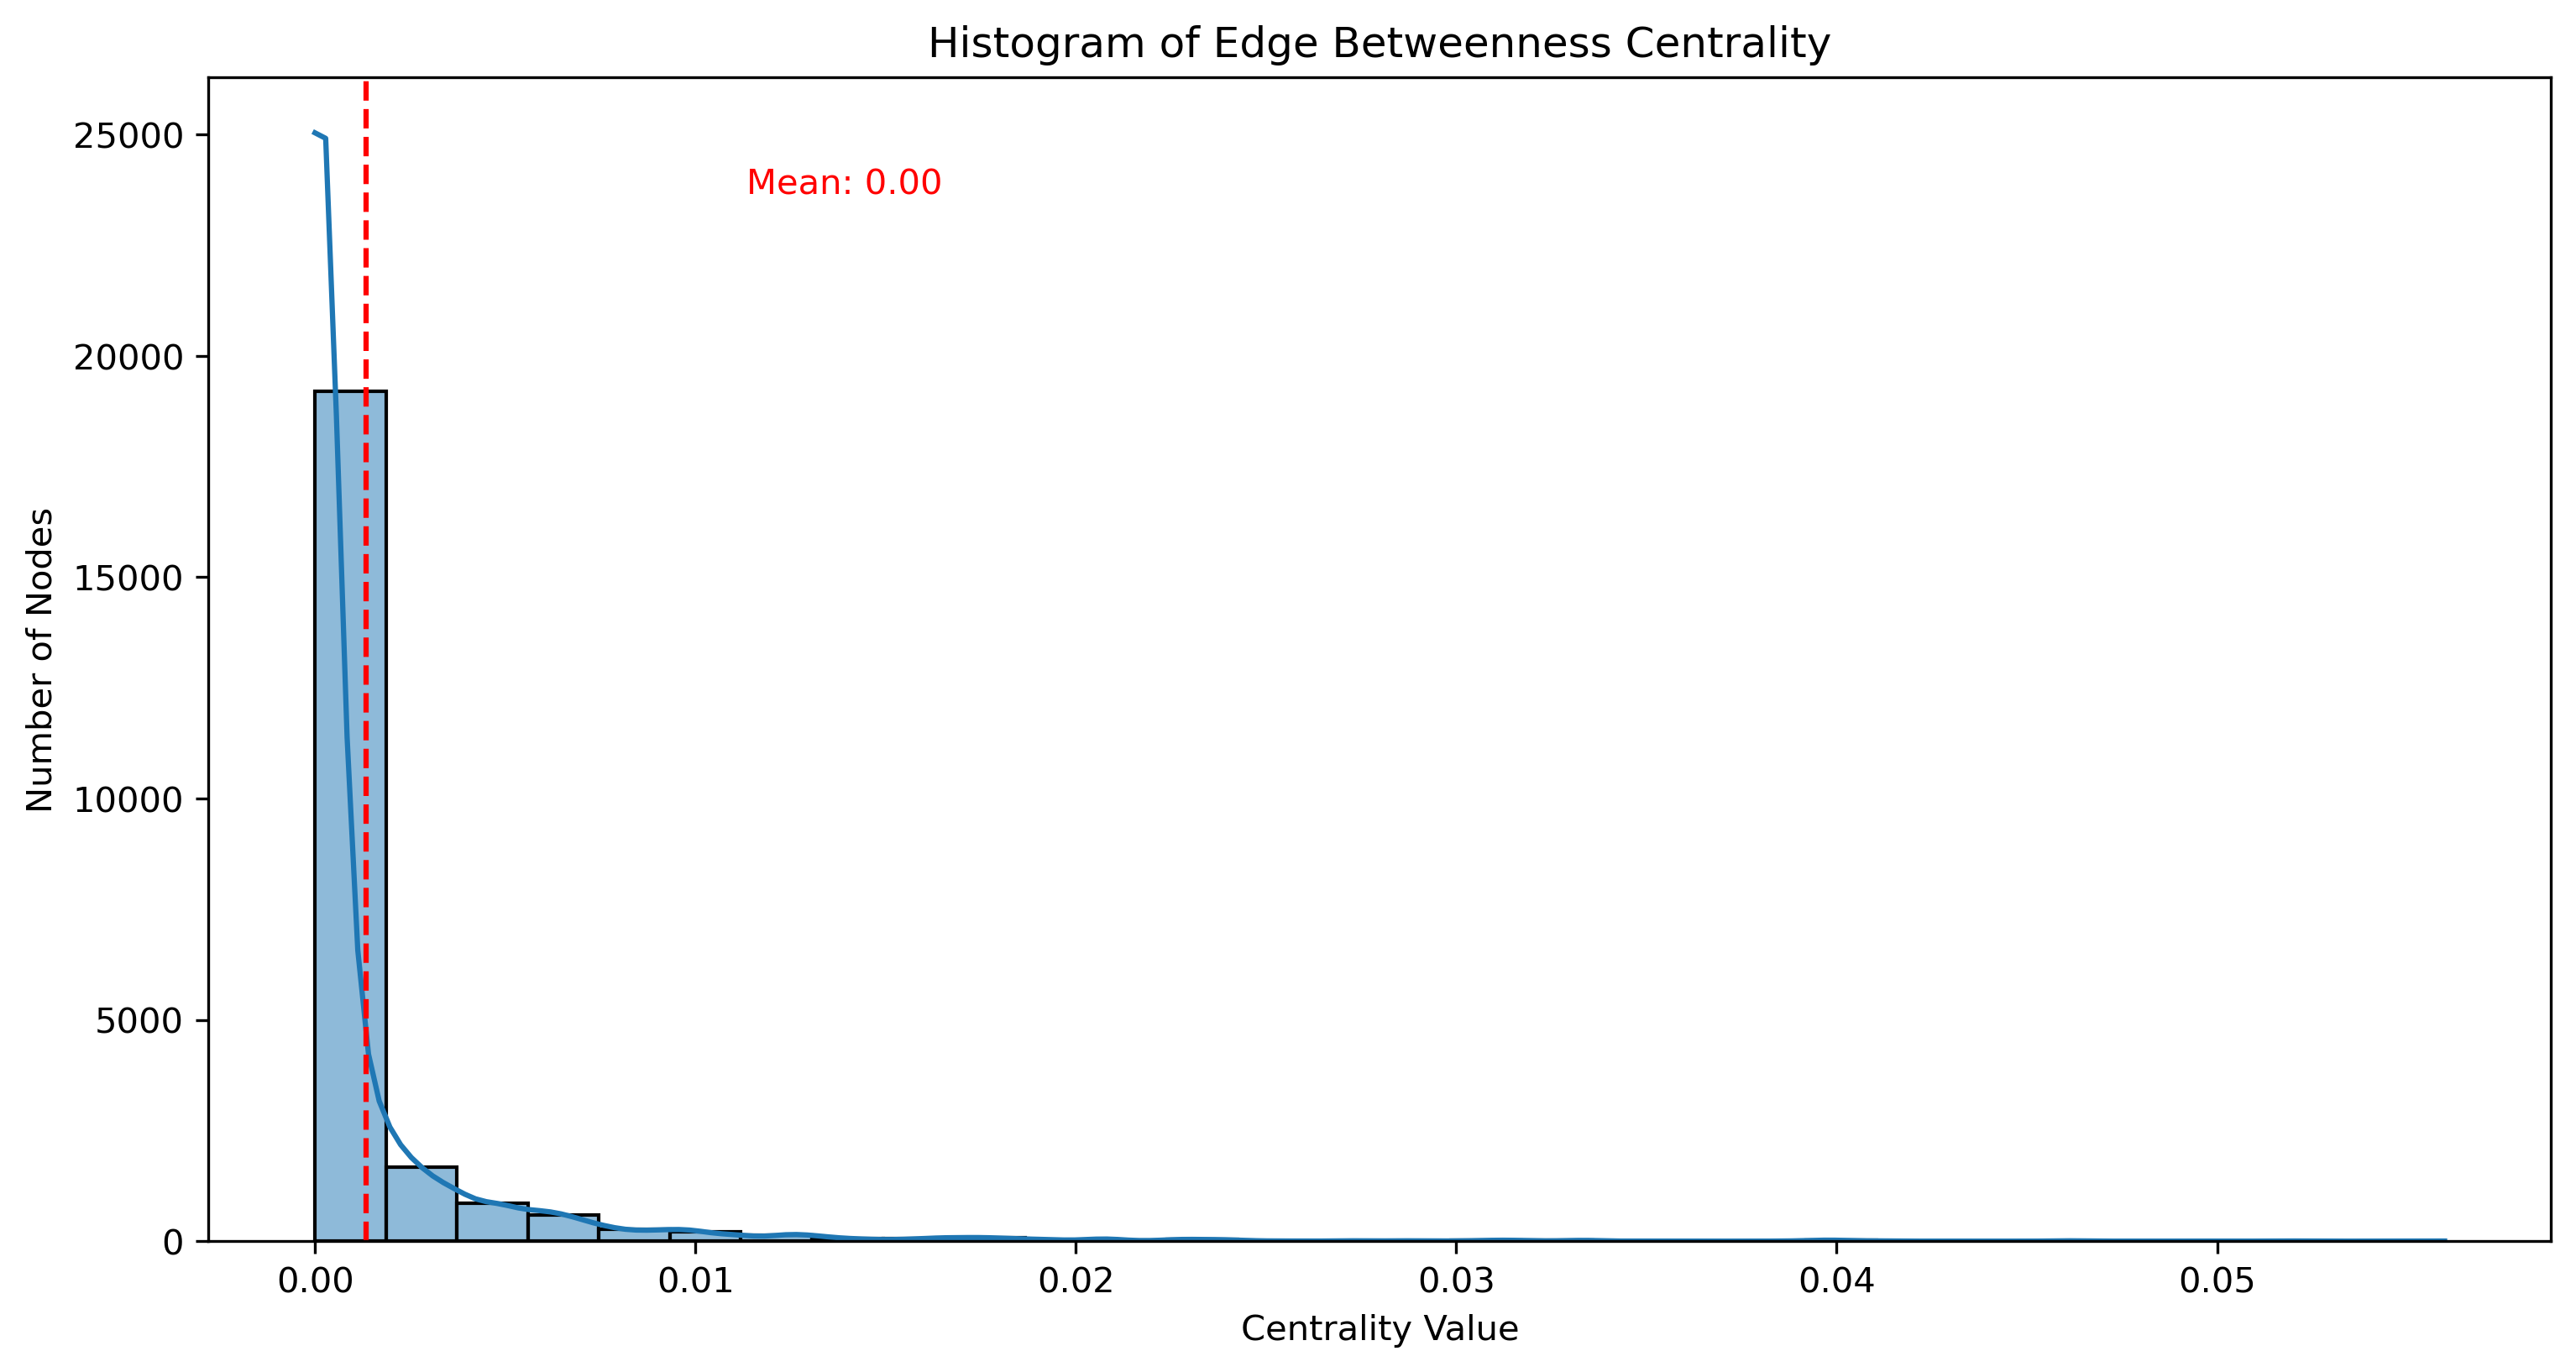 Histogram of Edge Betweenness Centrality
25000
20000
15000
10000
5000
0
Number of Nodes
Mean: 0.00
0.00 0.01 0.02 0.03 0.04 0.05
Centrality Value